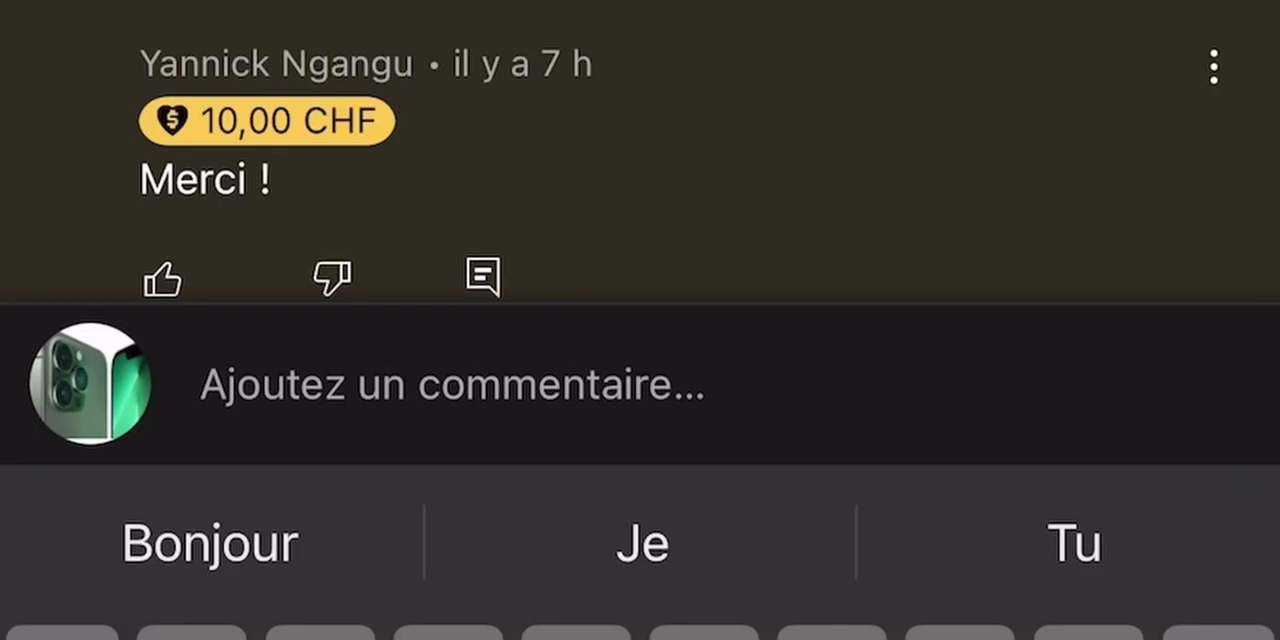 Yannick Ngangu • il y a 7 h
10,00 CHF
Merci !
Ajoutez un commentaire...
Bonjour
Je
Tu